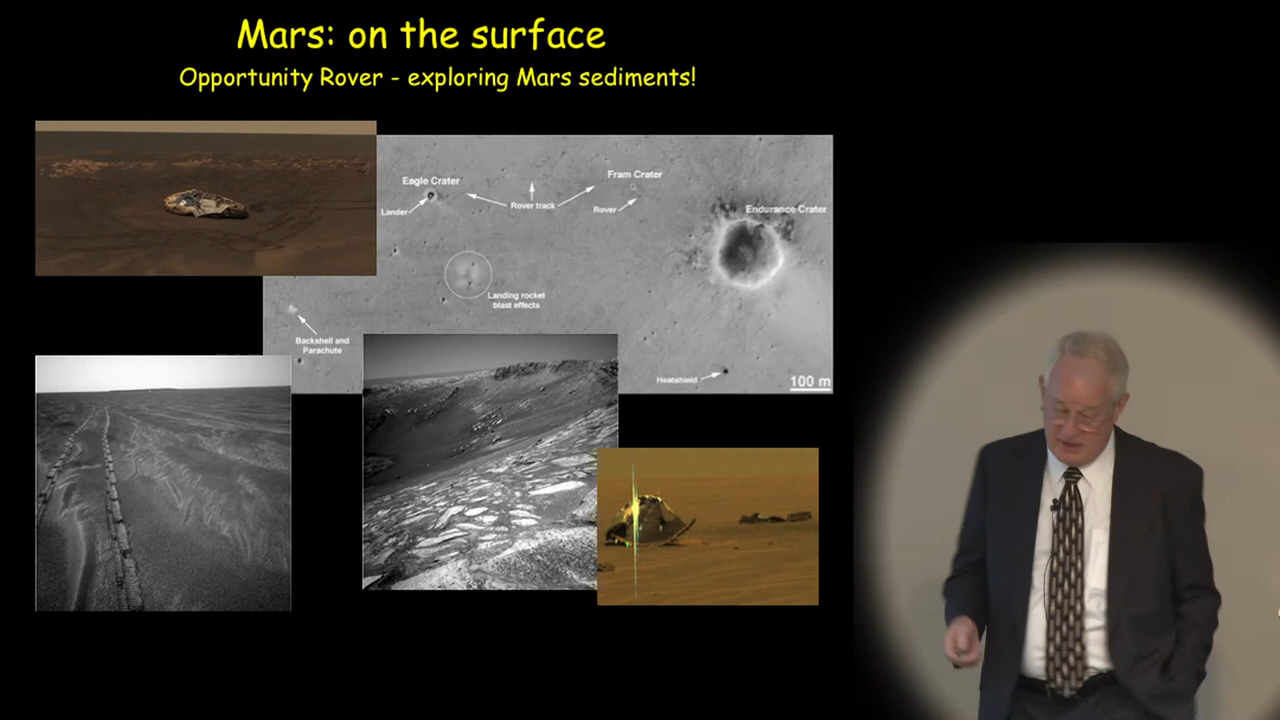 Mars: on the surface
Opportunity Rover - exploring Mars sediments!
Eagle Crater
Fram Crater
Lander
Rover track
Rover
Endurance Crater
Landing rocket
blast effects
Backshell and
Parachute
Heatshield
100 m